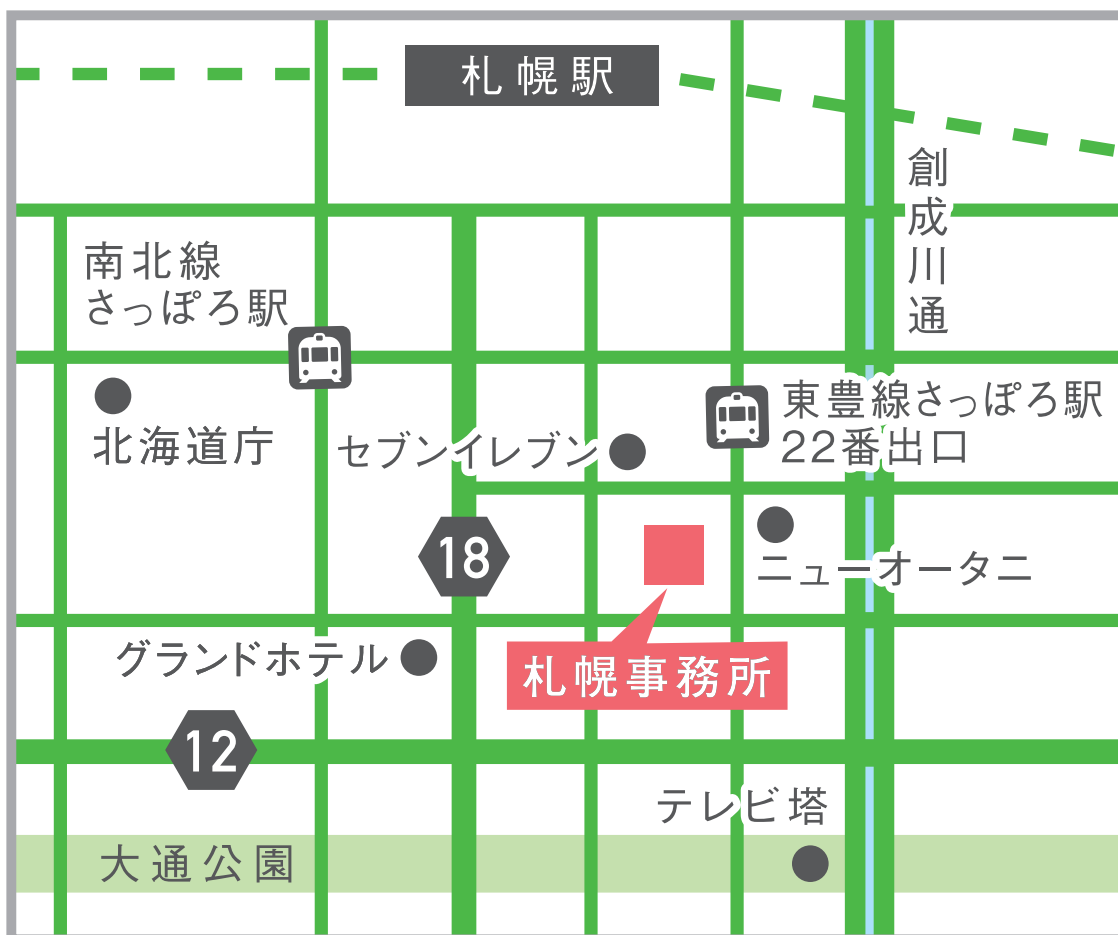 札幌駅
創成川通
南北線
さっぽろ駅
東豊線さっぽろ駅
22番出口
北海道庁
セブンイレブン
18
ニューオータニ
グランドホテル
札幌事務所
12
テレビ塔
大通公園